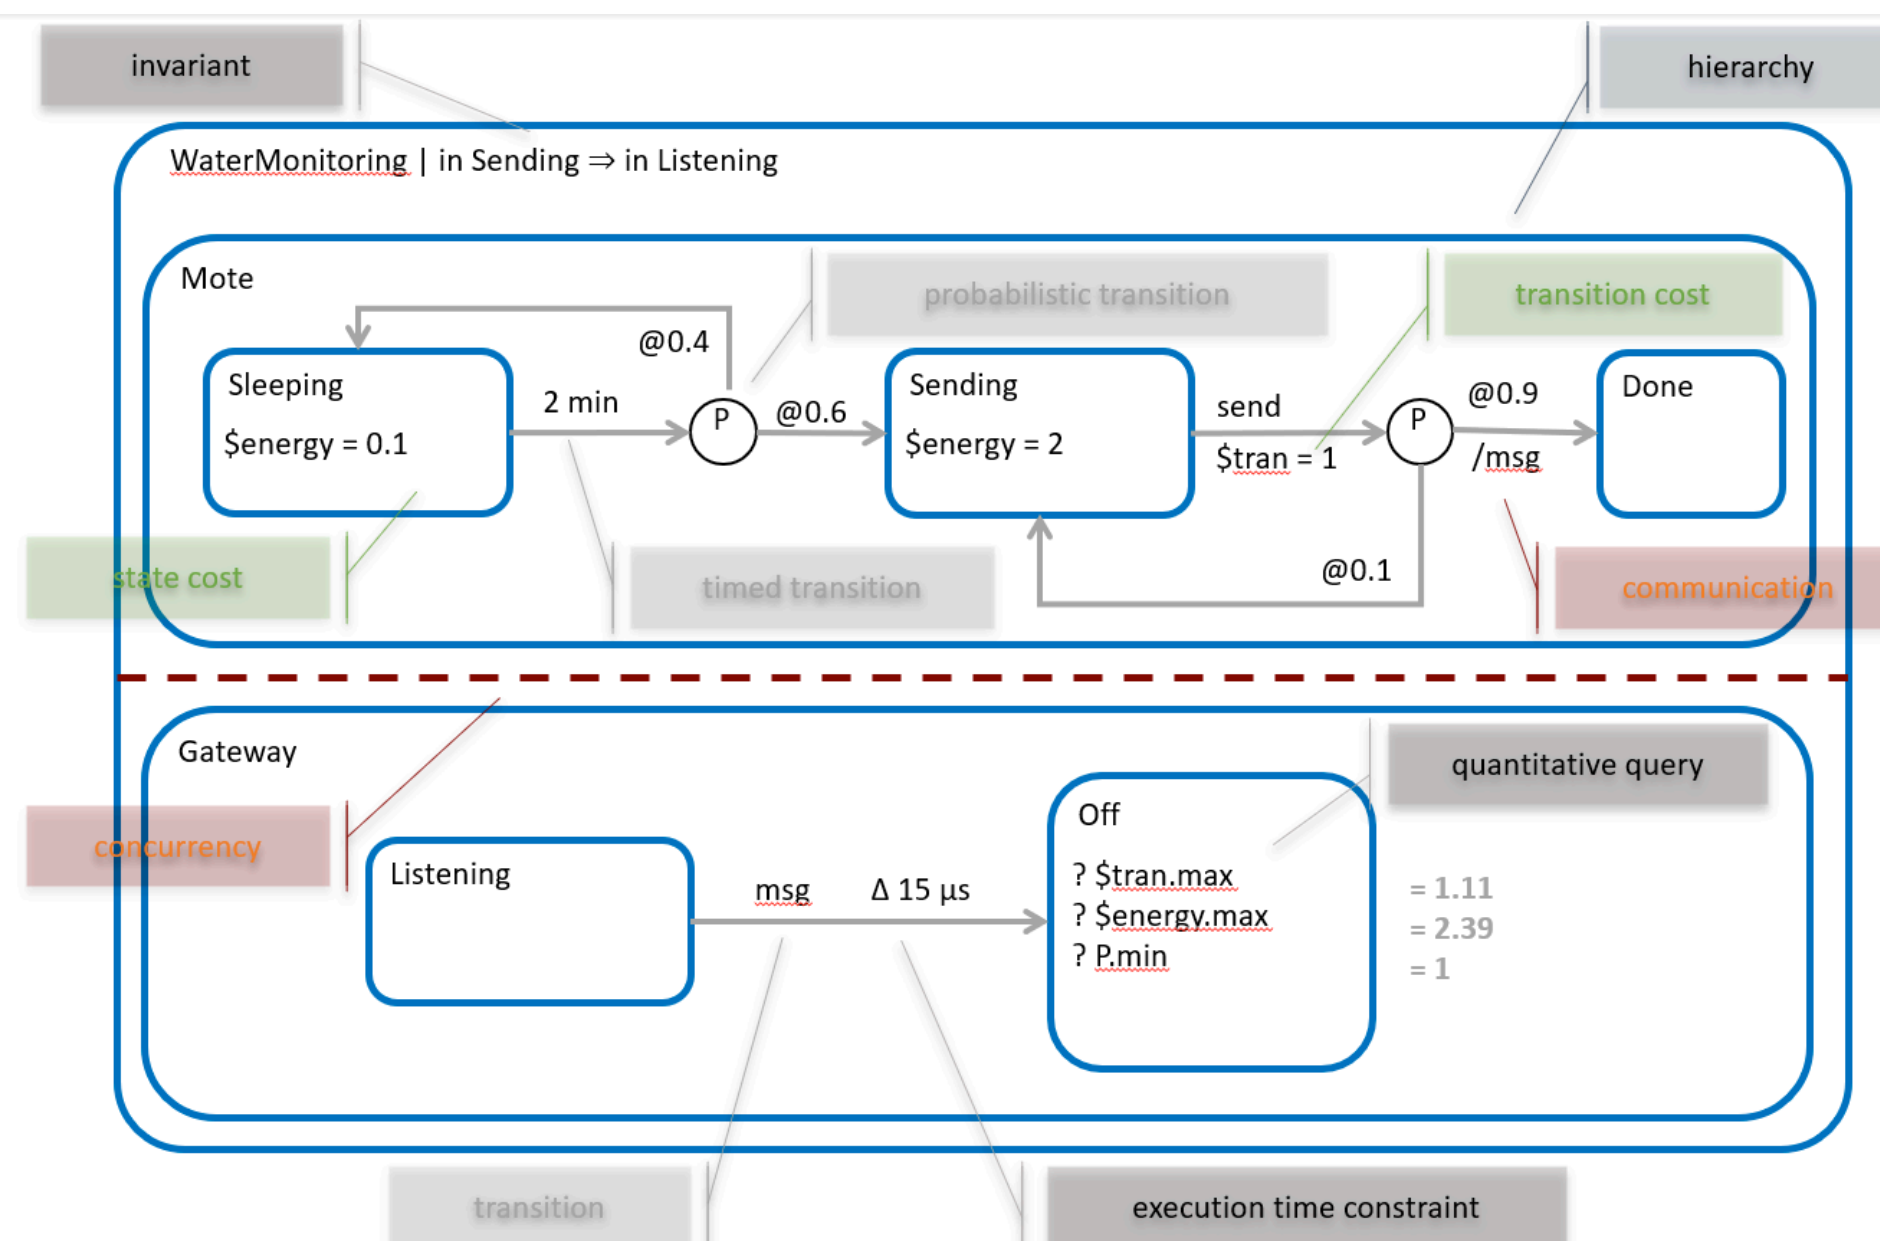 invariant
hierarchy
WaterMonitoring | in Sending ⇒ in Listening
Mote
probabilistic transition
transition cost
@0.4
Sleeping
$energy = 0.1
2 min
P
@0.6
Sending
$energy = 2
send
$tran = 1
P
@0.9
/msg
Done
state cost
timed transition
@0.1
communication
Gateway
quantitative query
concurrency
Listening
msg
Δ 15 μs
Off
? $tran.max
= 1.11
? $energy.max
= 2.39
? P.min
= 1
transition
execution time constraint